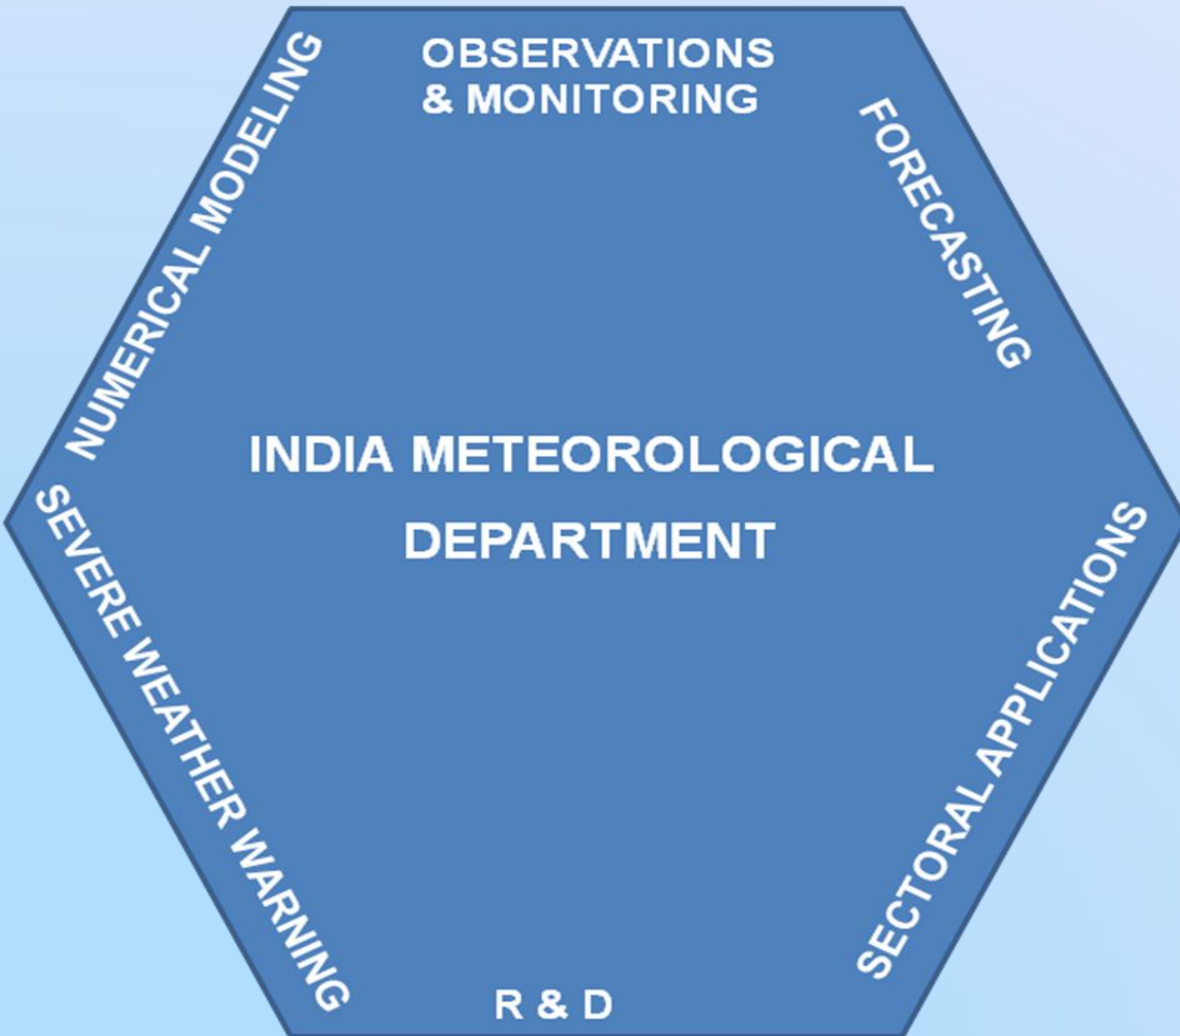 OBSERVATIONS
& MONITORING
FORECASTING
NUMERICAL MODELING
INDIA METEOROLOGICAL
DEPARTMENT
SEVERE WEATHER WARNING
SECTORAL APPLICATIONS
R & D